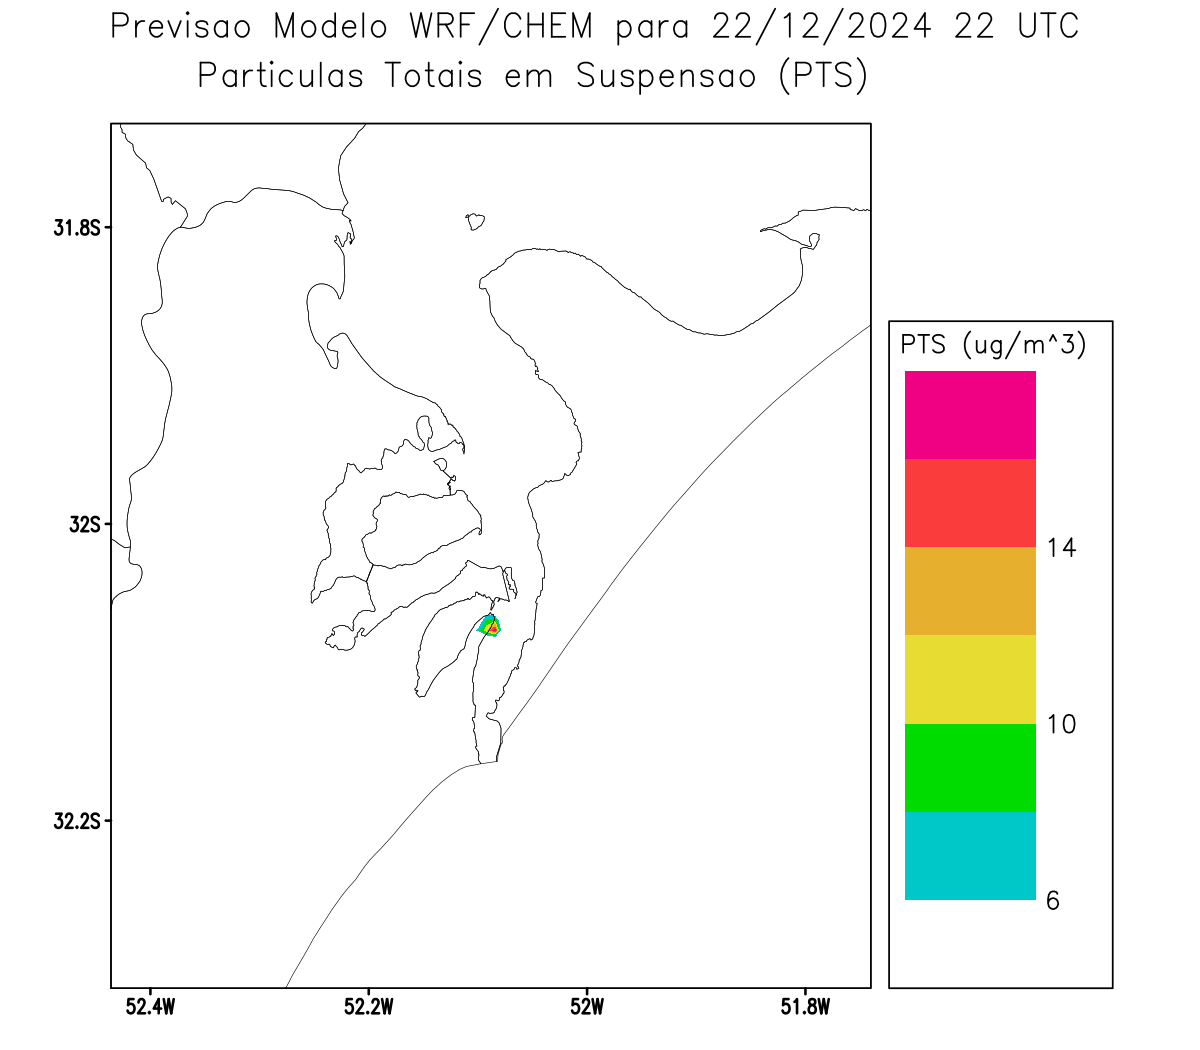 Previsao Modelo WRF/CHEM para 22/12/2024 22 UTC
Particulas Totais em Suspensao (PTS)
31.8S
32S
32.2S
52.4W
52.2W
52W
51.8W
PTS (ug/m^3)
14
10
6